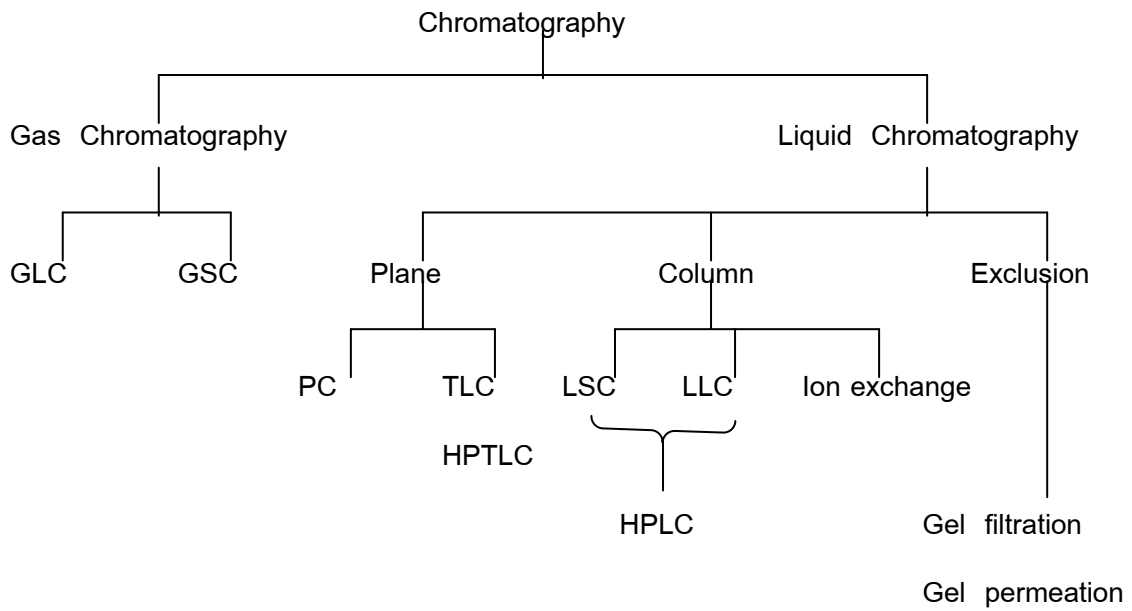 Chromatography
Gas Chromatography
Liquid Chromatography
GLC
GSC
Plane
Column
Exclusion
PC
TLC
LSC
LLC
Ion exchange
HPTLC
HPLC
Gel filtration
Gel permeation